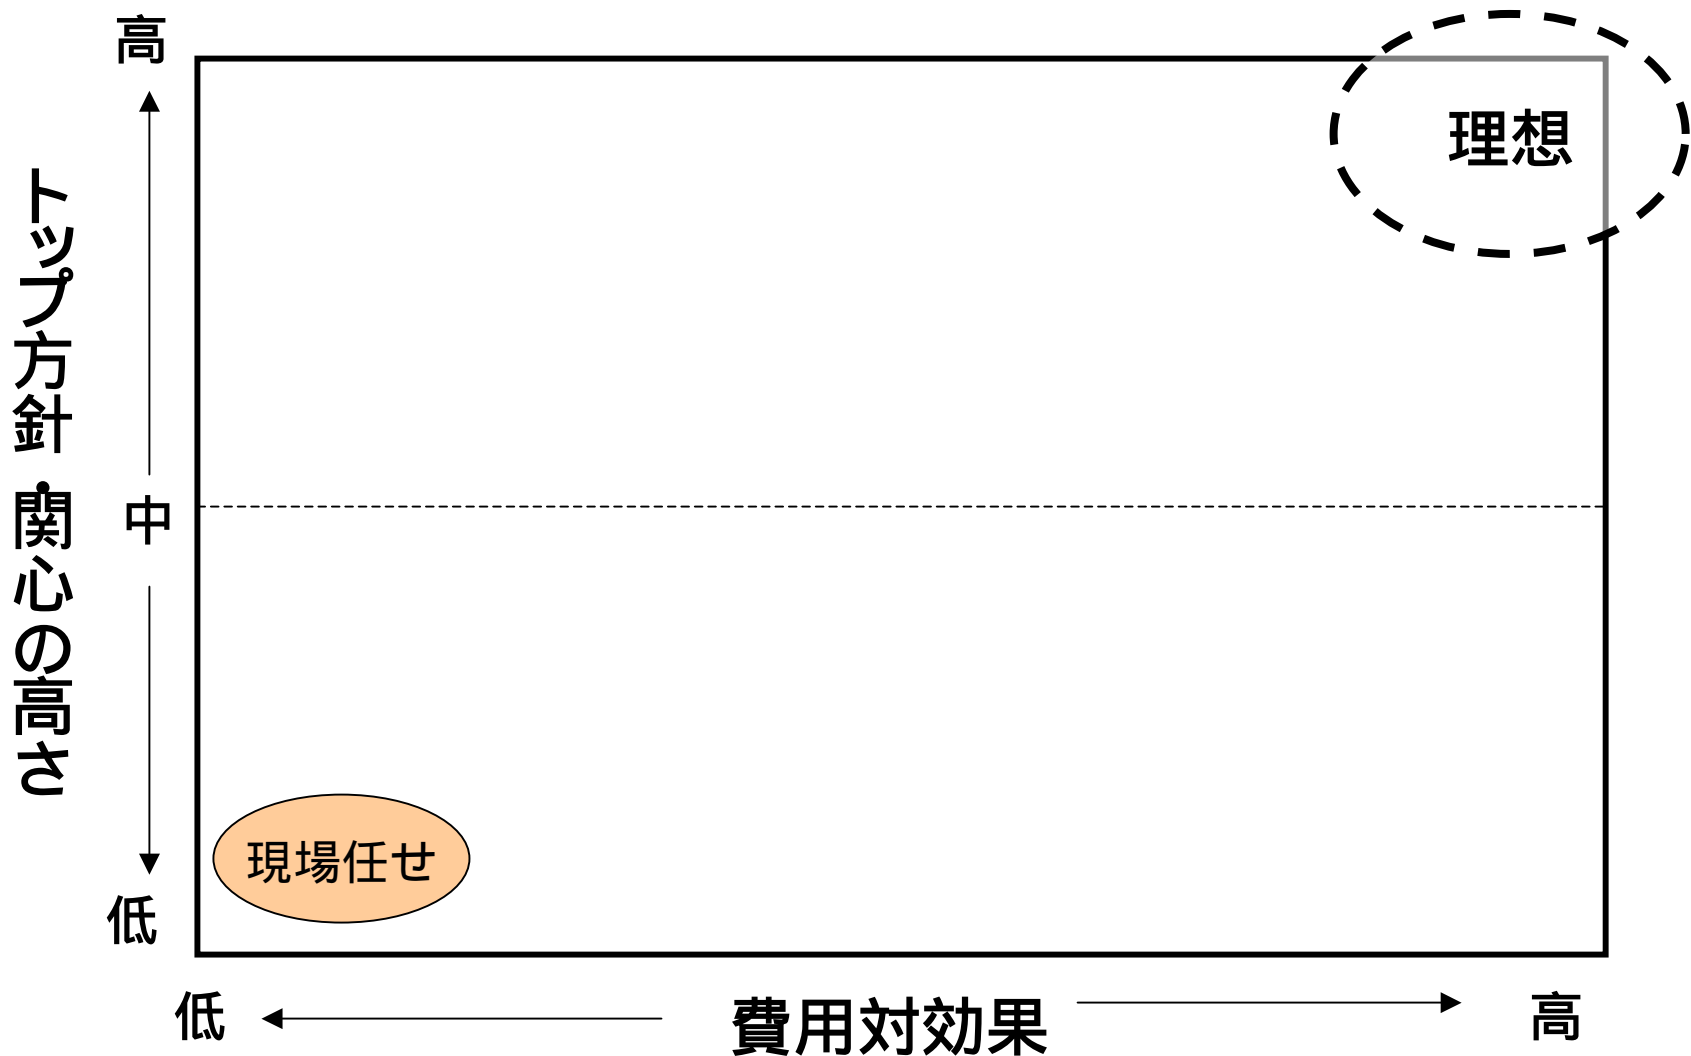 高
理想
トップ方針・関心の高さ
中
現場任せ
低
低
費用対効果
高